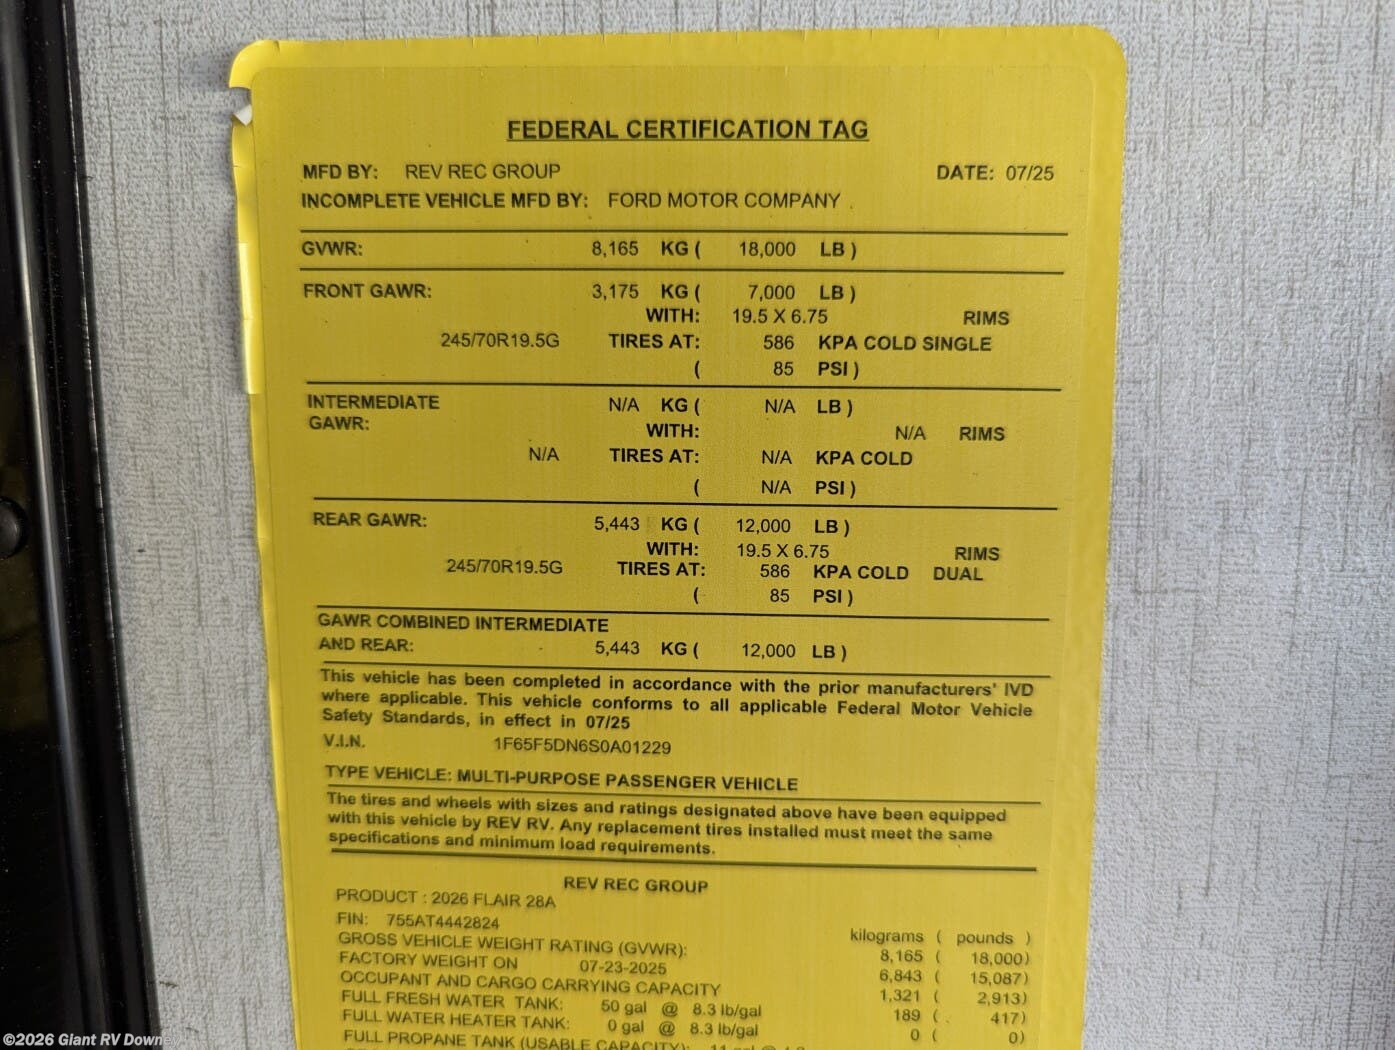 FEDERAL CERTIFICATION TAG
MFD BY: REV REC GROUP DATE: 07/25
INCOMPLETE VEHICLE MFD BY: FORD MOTOR COMPANY
GVWR: 8,165 KG ( 18,000 LB )
FRONT GAWR: 3,175 KG ( 7,000 LB )
WITH: 19.5 X 6.75 RIMS
245/70R19.5G TIRES AT: 586 KPA COLD SINGLE
( 85 PSI )
INTERMEDIATE N/A KG ( N/A LB )
GAWR: WITH: N/A RIMS
N/A TIRES AT: N/A KPA COLD
( N/A PSI )
REAR GAWR: 5,443 KG ( 12,000 LB )
WITH: 19.5 X 6.75 RIMS
245/70R19.5G TIRES AT: 586 KPA COLD DUAL
( 85 PSI )
GAWR COMBINED INTERMEDIATE
AND REAR: 5,443 KG ( 12,000 LB )
This vehicle has been completed in accordance with the prior manufacturers' IVD
where applicable. This vehicle conforms to all applicable Federal Motor Vehicle
Safety Standards, in effect in 07/25
V.I.N. 1F65F5DN6S0A01229
TYPE VEHICLE: MULTI-PURPOSE PASSENGER VEHICLE
The tires and wheels with sizes and ratings designated above have been equipped
with this vehicle by REV RV. Any replacement tires installed must meet the same
specifications and minimum load requirements.
REV REC GROUP
PRODUCT : 2026 FLAIR 28A
FIN: 755AT4442824 kilograms ( pounds )
GROSS VEHICLE WEIGHT RATING (GVWR): 8,165 ( 18,000)
FACTORY WEIGHT ON 07-23-2025 6,843 ( 15,087)
OCCUPANT AND CARGO CARRYING CAPACITY 1,321 ( 2,913)
FULL FRESH WATER TANK: 50 gal @ 8.3 lb/gal 189 ( 417)
FULL WATER HEATER TANK: 0 gal @ 8.3 lb/gal 0 ( 0)
FULL PROPANE TANK (USABLE CAPACITY): 11 gal @
©2026 Giant RV Downe